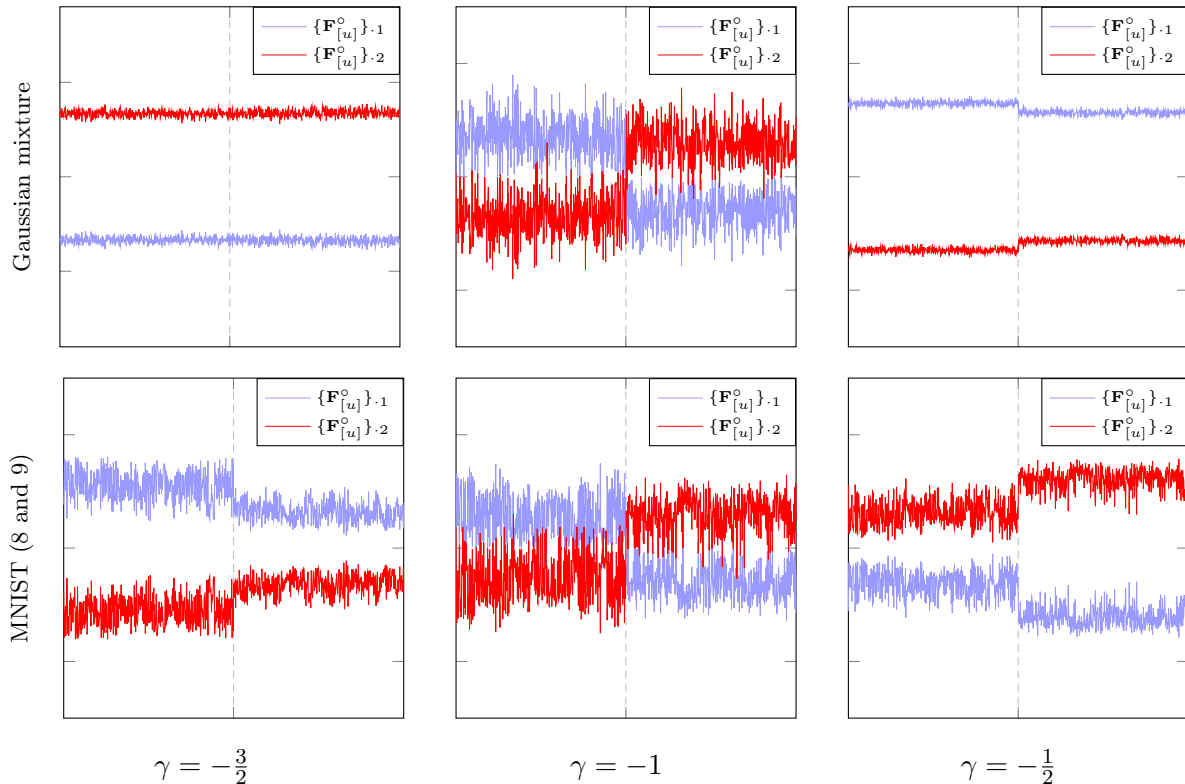 Gaussian mixture
{F°[u]}·1
{F°[u]}·2
{F°[u]}·1
{F°[u]}·2
{F°[u]}·1
{F°[u]}·2
MNIST (8 and 9)
{F°[u]}·1
{F°[u]}·2
{F°[u]}·1
{F°[u]}·2
{F°[u]}·1
{F°[u]}·2
γ = −3/2
γ = −1
γ = −1/2